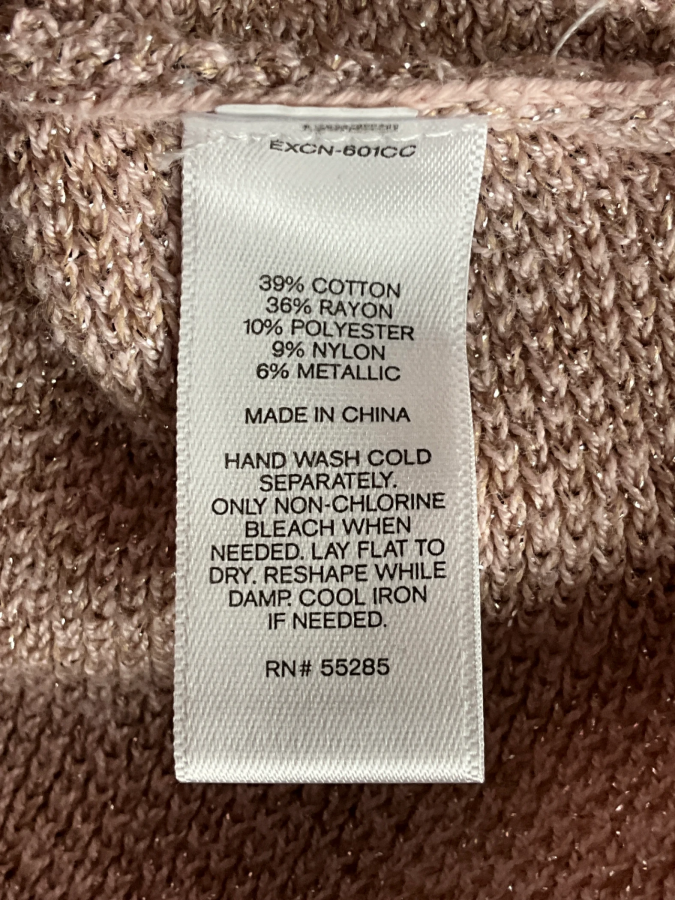 EXCN-601CC
39% COTTON
36% RAYON
10% POLYESTER
9% NYLON
6% METALLIC
MADE IN CHINA
HAND WASH COLD
SEPARATELY.
ONLY NON-CHLORINE
BLEACH WHEN
NEEDED. LAY FLAT TO
DRY. RESHAPE WHILE
DAMP. COOL IRON
IF NEEDED.
RN# 55285